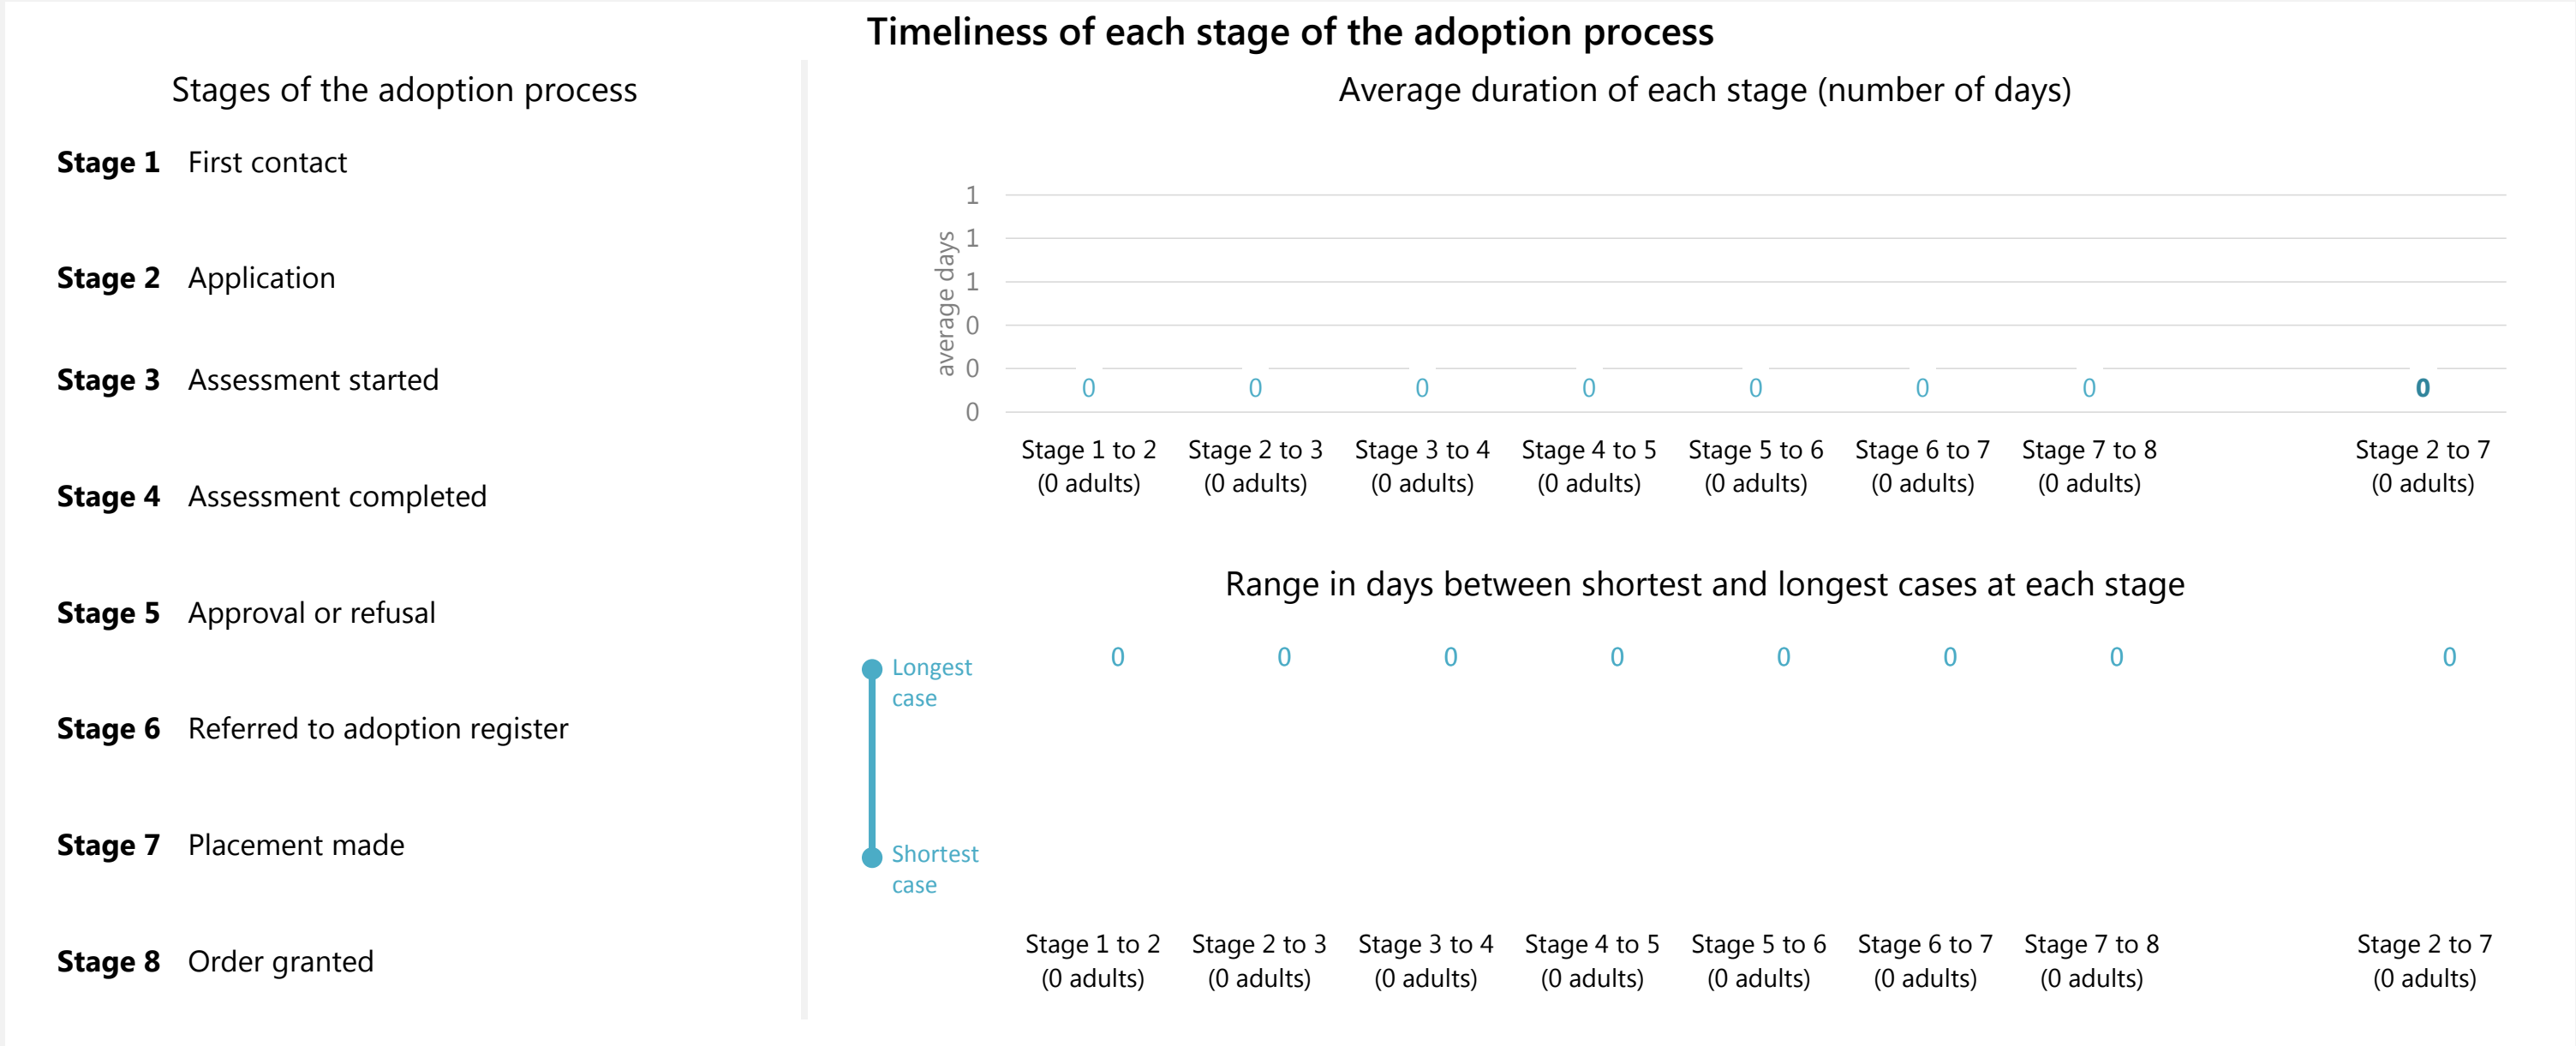 Timeliness of each stage of the adoption process
Stages of the adoption process
Stage 1 First contact
Stage 2 Application
Stage 3 Assessment started
Stage 4 Assessment completed
Stage 5 Approval or refusal
Stage 6 Referred to adoption register
Stage 7 Placement made
Stage 8 Order granted
Average duration of each stage (number of days)
average days
1
1
1
0
0
0
0 0 0 0 0 0 0 0
Stage 1 to 2 Stage 2 to 3 Stage 3 to 4 Stage 4 to 5 Stage 5 to 6 Stage 6 to 7 Stage 7 to 8 Stage 2 to 7
(0 adults) (0 adults) (0 adults) (0 adults) (0 adults) (0 adults) (0 adults) (0 adults)
Range in days between shortest and longest cases at each stage
0 0 0 0 0 0 0 0
Longest
case
Shortest
case
Stage 1 to 2 Stage 2 to 3 Stage 3 to 4 Stage 4 to 5 Stage 5 to 6 Stage 6 to 7 Stage 7 to 8 Stage 2 to 7
(0 adults) (0 adults) (0 adults) (0 adults) (0 adults) (0 adults) (0 adults) (0 adults)